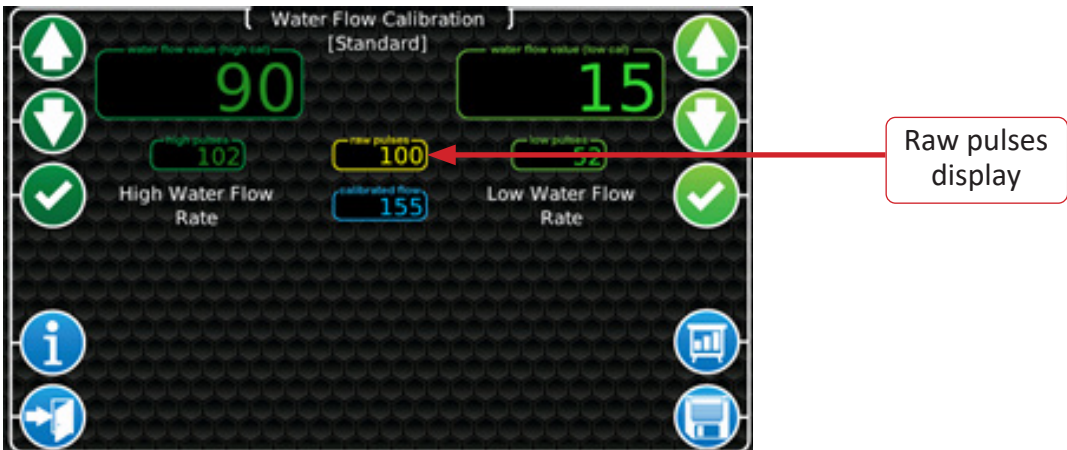 [ Water Flow Calibration ]
[Standard]
water flow value (high cal)
90
water flow value (low cal)
15
high pulses
102
raw pulses
100
low pulses
52
High Water Flow
Rate
calibrated flow
155
Low Water Flow
Rate
Raw pulses
display